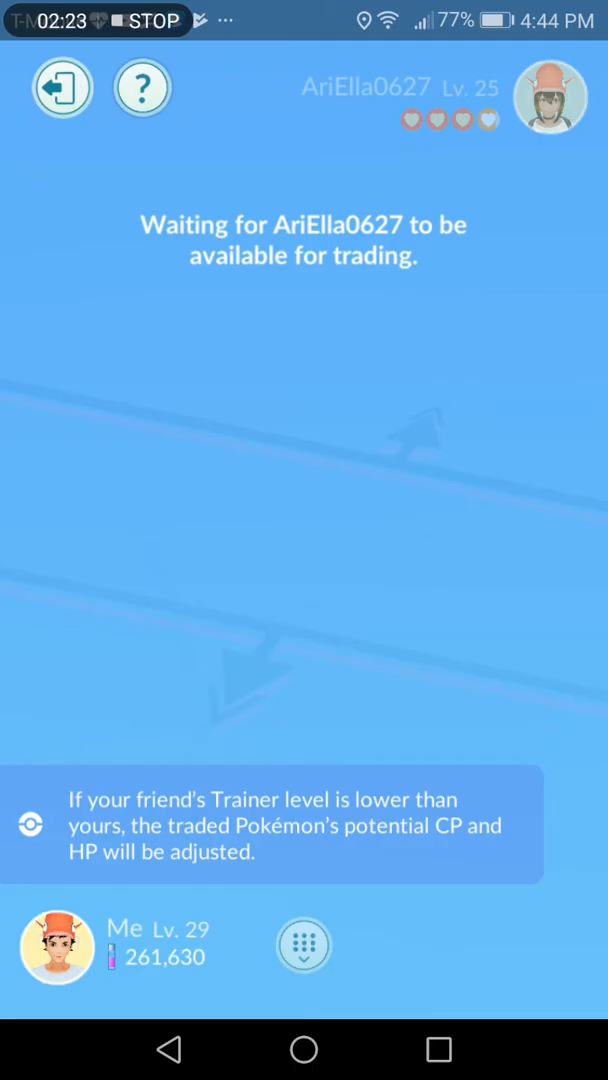 02:23 STOP ... 77% 4:44 PM
?
AriElla0627 Lv. 25
Waiting for AriElla0627 to be
available for trading.
If your friend's Trainer level is lower than
yours, the traded Pokémon's potential CP and
HP will be adjusted.
Me Lv. 29
261,630